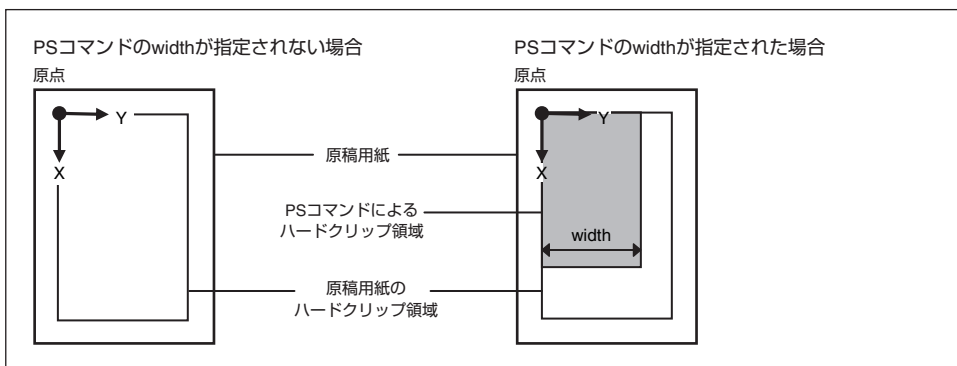 PSコマンドのwidthが指定されない場合
原点
Y
X
PSコマンドのwidthが指定された場合
原点
Y
X
width
原稿用紙
PSコマンドによる
ハードクリップ領域
原稿用紙の
ハードクリップ領域